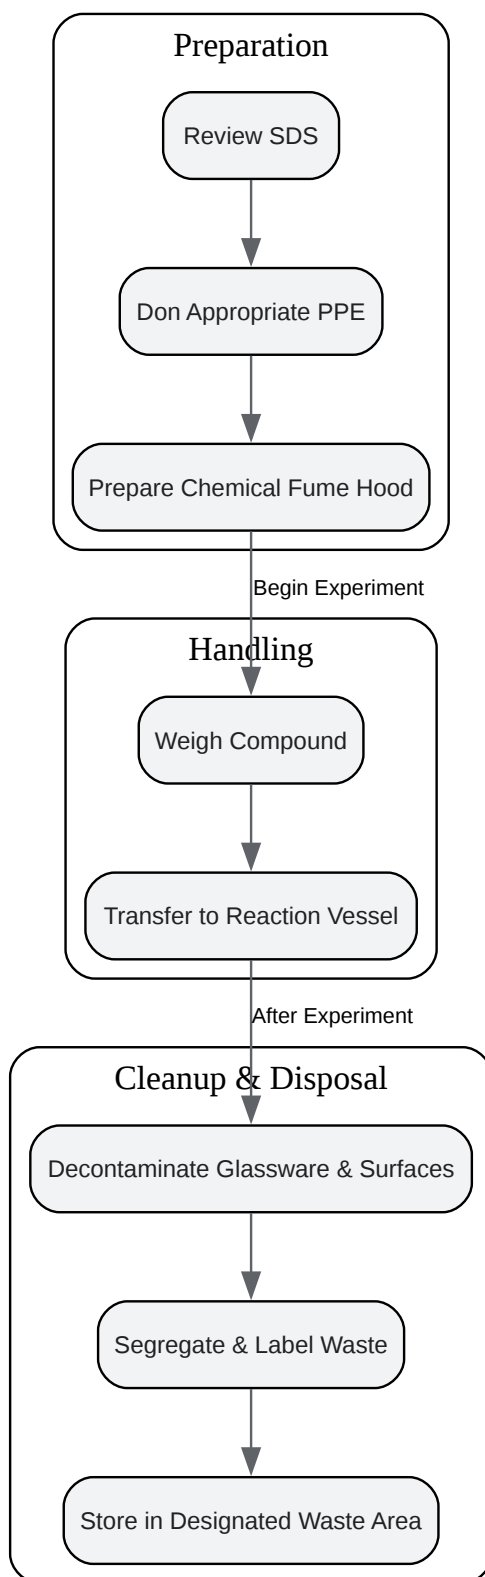 Preparation
Review SDS
Don Appropriate PPE
Prepare Chemical Fume Hood
Begin Experiment
Handling
Weigh Compound
Transfer to Reaction Vessel
After Experiment
Cleanup & Disposal
Decontaminate Glassware & Surfaces
Segregate & Label Waste
Store in Designated Waste Area